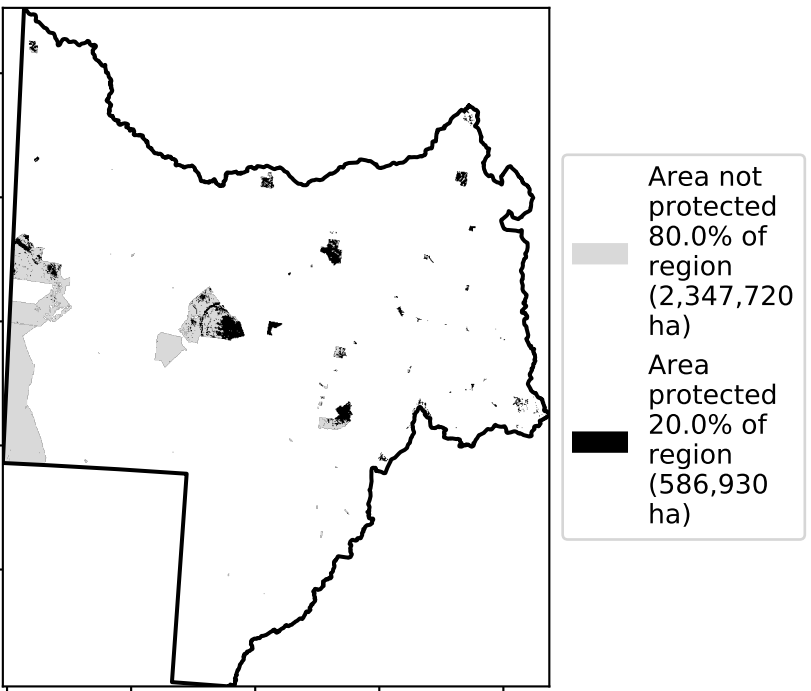 Area not
protected
80.0% of
region
(2,347,720
ha)
Area
protected
20.0% of
region
(586,930
ha)